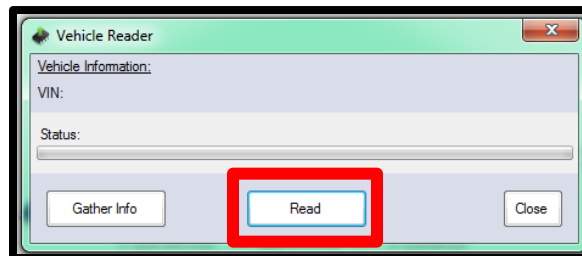 Vehicle Reader
Vehicle Information:
VIN:
Status:
Gather Info Read Close